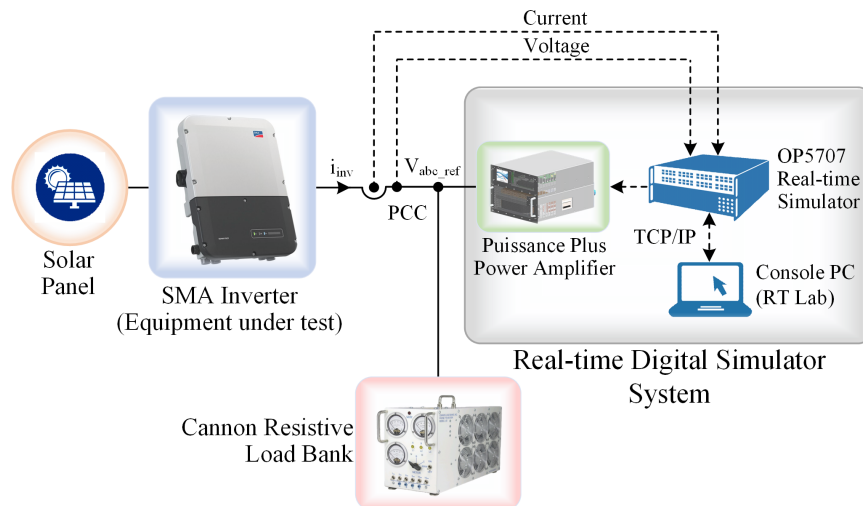 Current
Voltage
i_inv
V_abc_ref
PCC
OP5707
Real-time
Simulator
TCP/IP
Puissance Plus
Power Amplifier
Console PC
(RT Lab)
Solar
Panel
SMA Inverter
(Equipment under test)
Real-time Digital Simulator
System
Cannon Resistive
Load Bank